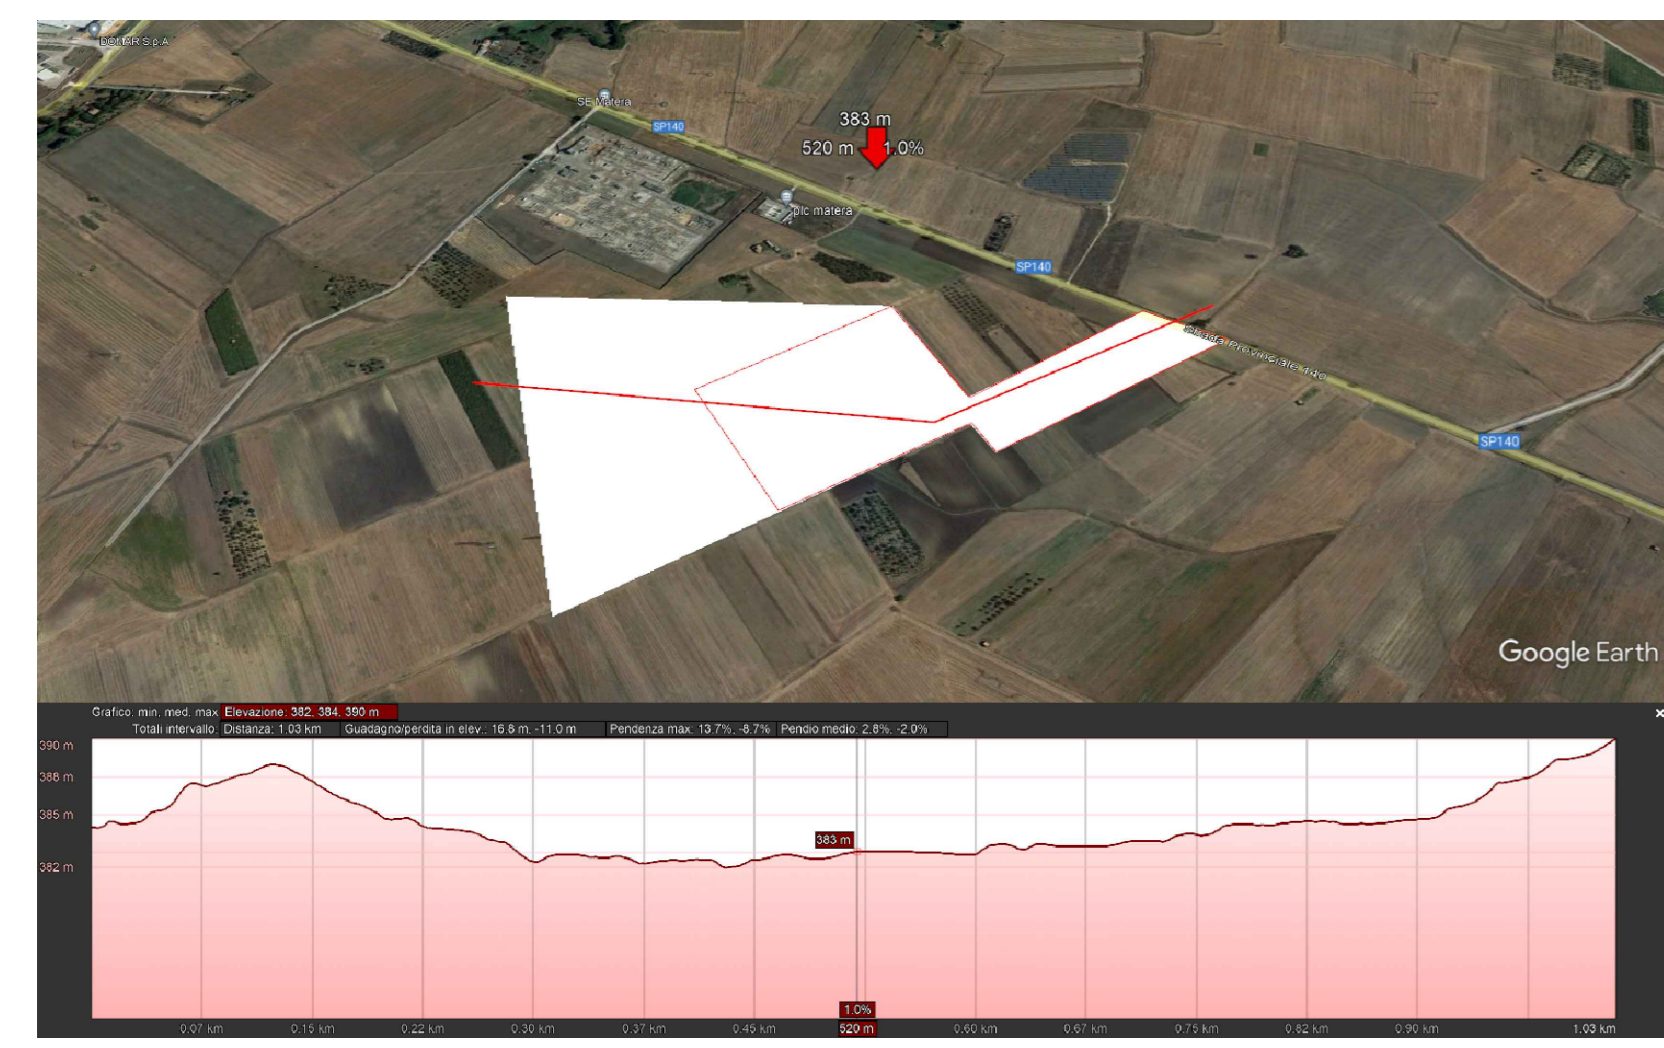 DOMAR S.p.A
SE Matera
SP140
383 m
520 m 1.0%
plc matera
SP140
Strada Provinciale 140
SP140
Google Earth
Grafico: min, med, max Elevazione: 382, 384, 390 m
Totali intervallo: Distanza: 1.03 km Guadagno/perdita in elev.: 16.6 m, -11.0 m Pendenza max: 13.7%, -8.7% Pendio medio: 2.8%, -2.0%
390 m
388 m
385 m
383 m
382 m
1.0%
0.07 km 0.15 km 0.22 km 0.30 km 0.37 km 0.45 km 520 m 0.60 km 0.67 km 0.75 km 0.82 km 0.90 km 1.03 km